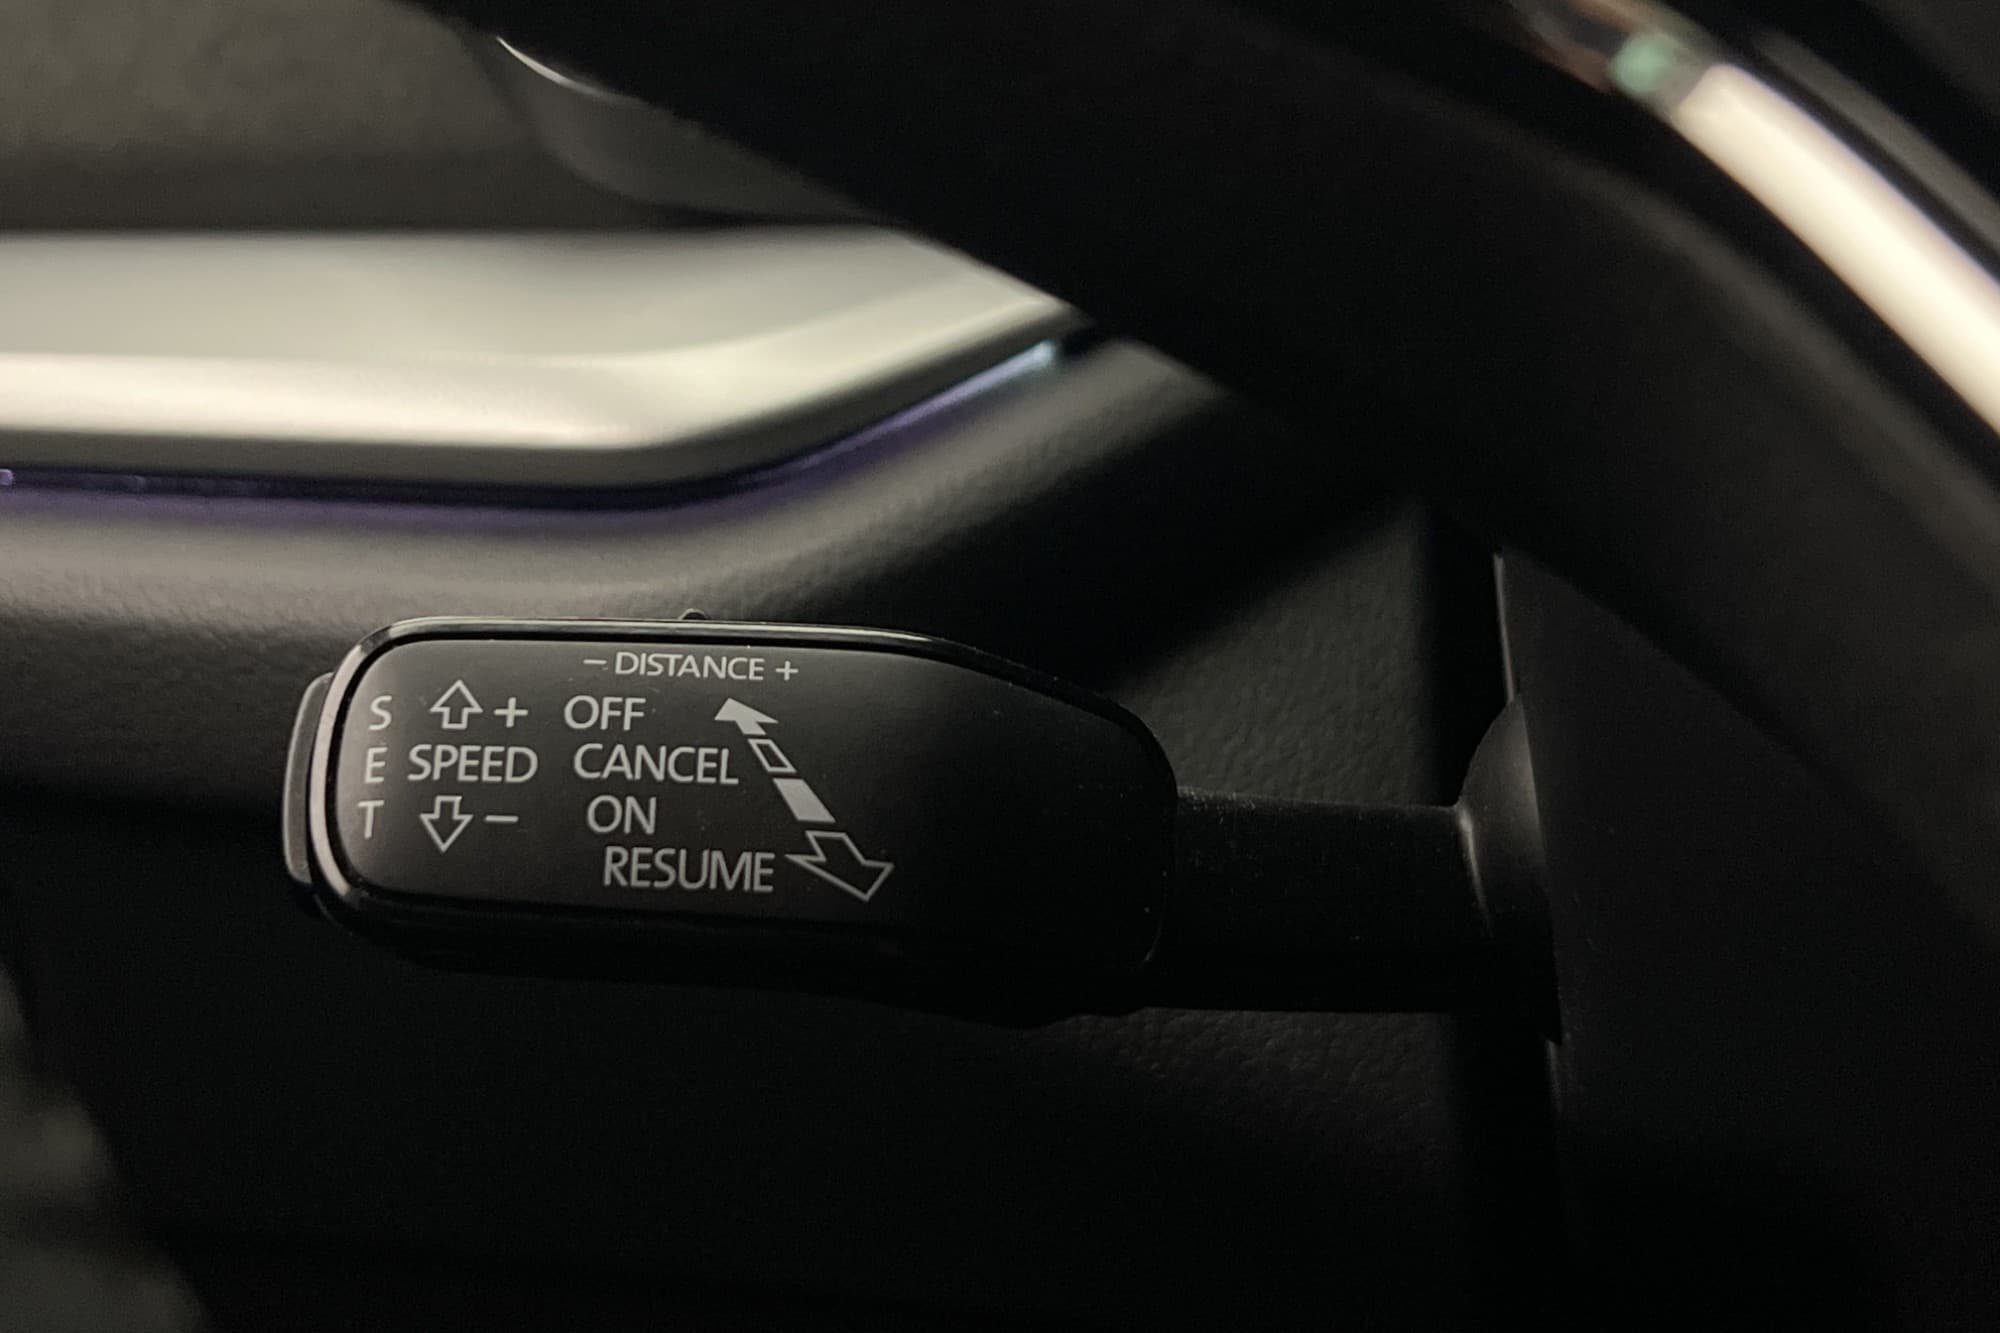 – DISTANCE +
S + OFF
E SPEED CANCEL
T – ON
RESUME